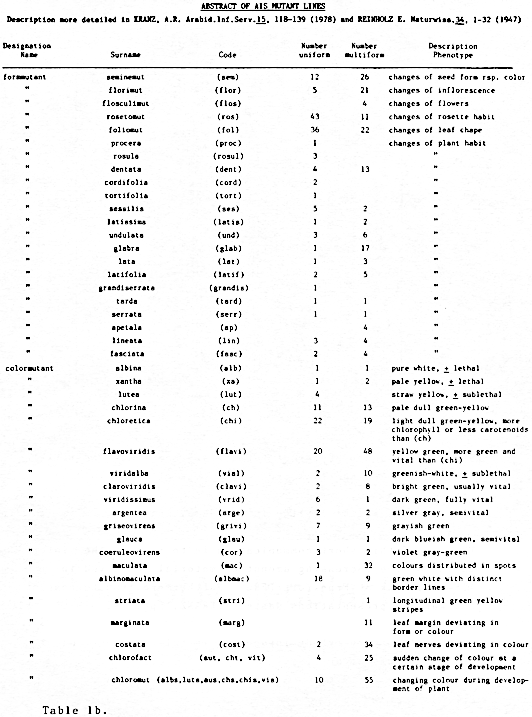 ABSTRACT OF AIS MUTANT LINES
Description more detailed in KRANZ, A.R. Arabid.Inf.Serv.15, 118-139 (1978) and REINHOLZ E. Naturwiss.34, 1-32 (1947)
Designation Name Surname Code Number uniform Number multiform Description Phenotype
formmutant seminemut (sem) 12 26 changes of seed form rsp. color
" florimut (flor) 5 21 changes of inflorescence
" flosculimut (flos) 4 changes of flowers
" rosetomut (ros) 43 11 changes of rosette habit
" foliomut (fol) 36 22 changes of leaf chape
" procera (proc) 1 changes of plant habit
" rosula (rosul) 3 "
" dentata (dent) 4 13 "
" cordifolia (cord) 2 "
" tortifolia (tort) 1 "
" sessilis (ses) 5 2 "
" latissima (latis) 1 2 "
" undulata (und) 3 6 "
" glabra (glab) 1 17 "
" lata (lat) 1 3 "
" latifolia (latif) 2 5 "
" grandiserrata (grandis) 1 "
" tarda (tard) 1 1 "
" serrata (serr) 1 1 "
" apetala (ap) 4 "
" lineata (lin) 3 4 "
" fasciata (fasc) 2 4 "
colormutant albina (alb) 1 1 pure white, ± lethal
" xantha (xa) 1 2 pale yellow, ± lethal
" lutea (lut) 4 straw yellow, ± sublethal
" chlorina (ch) 11 13 pale dull green-yellow
" chloretica (chi) 22 19 light dull green-yellow, more
chlorophyll or less carotenoids
than (ch)
" flavoviridis (flavi) 20 48 yellow green, more green and
vital than (chi)
" viridalba (vial) 2 10 greenish-white, ± sublethal
" claroviridis (clavi) 2 8 bright green, usually vital
" viridissimus (vrid) 6 1 dark green, fully vital
" argentea (arge) 2 2 silver gray, semivital
" griseovirens (grivi) 7 9 grayish green
" glauca (glau) 1 1 dark blueish green, semivital
" coeruleovirens (cor) 3 2 violet gray-green
" maculata (mac) 1 32 colours distributed in spots
" albinomaculata (albmac) 18 9 green white with distinct
border lines
" striata (stri) 1 longitudinal green yellow
stripes
" marginata (marg) 11 leaf margin deviating in
form or colour
" costata (cost) 2 34 leaf nerves deviating in colour
" chlorofact (aut, cht, vit) 4 25 sudden change of colour at a
certain stage of development
" chloromut (albs,luts,aus,chs,chis,vis) 10 55 changing colour during develop-
ment of plant
Table 1b.